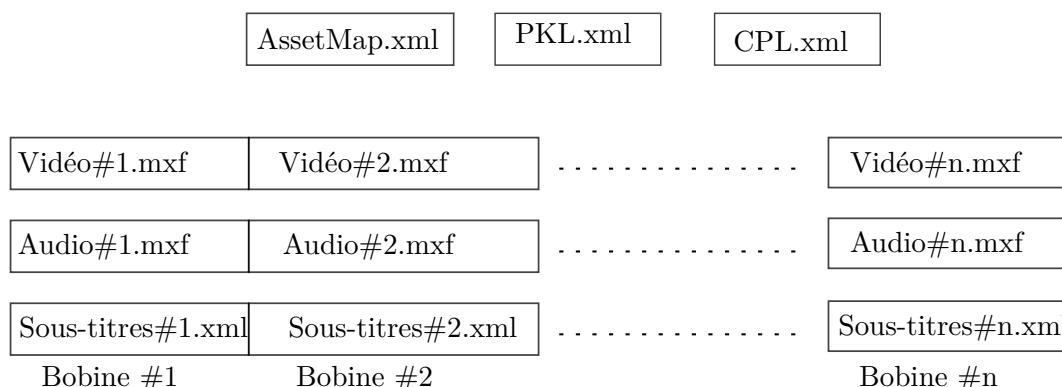 AssetMap.xml PKL.xml CPL.xml
Vidéo#1.mxf Vidéo#2.mxf Vidéo#n.mxf
Audio#1.mxf Audio#2.mxf Audio#n.mxf
Sous-titres#1.xml Sous-titres#2.xml Sous-titres#n.xml
Bobine #1 Bobine #2 Bobine #n